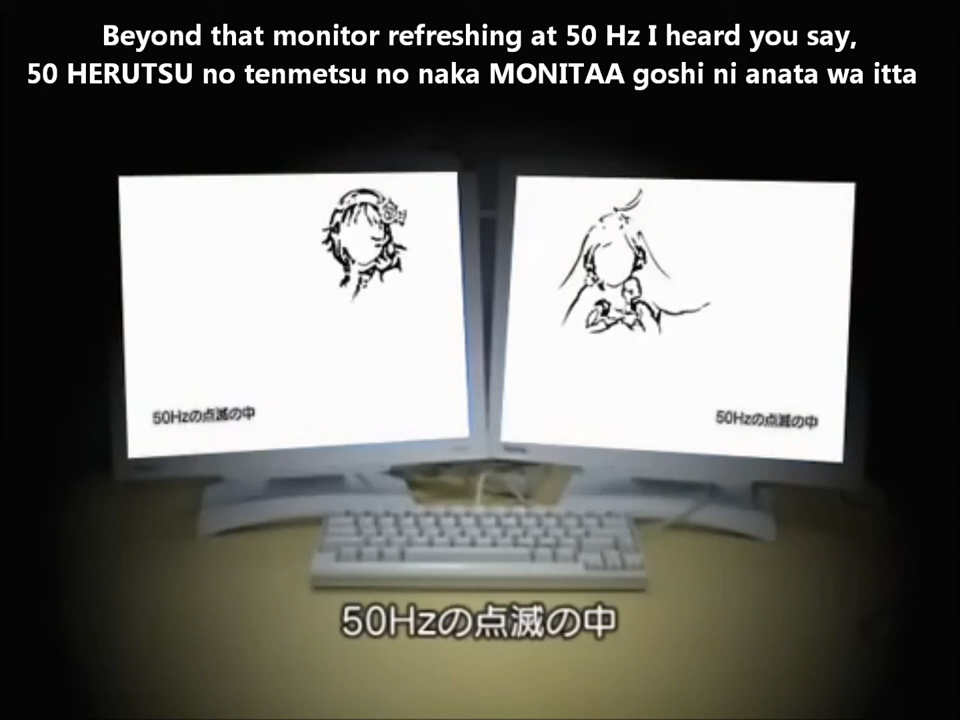 Beyond that monitor refreshing at 50 Hz I heard you say,
50 HERUTSU no tenmetsu no naka MONITAA goshi ni anata wa itta
50Hzの点滅の中
50Hzの点滅の中
50Hzの点滅の中